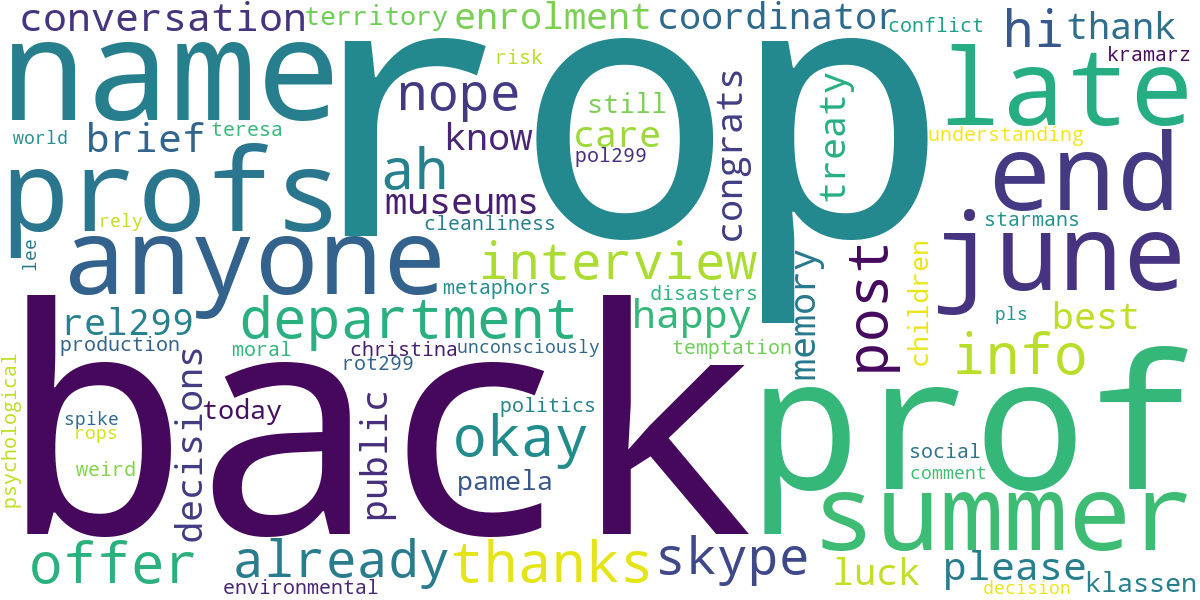 conversation
territory
enrolment
coordinator
conflict
hi
thank
kramarz
name
rop
late
risk
nope
still
congrats
treaty
world
brief
teresa
know
care
understanding
pol299
ah
museums
end
profs
rely
cleanliness
starmans
june
anyone
lee
interview
memory
post
children
metaphors
disasters
department
happy
pls
best
rel299
info
production
moral
christina
unconsciously
temptation
rot299
psychological
decisions
back
prof
spike
rops
today
public
politics
okay
social
weird
pamela
comment
summer
offer
already
thanks
skype
luck
please
klassen
environmental
decision